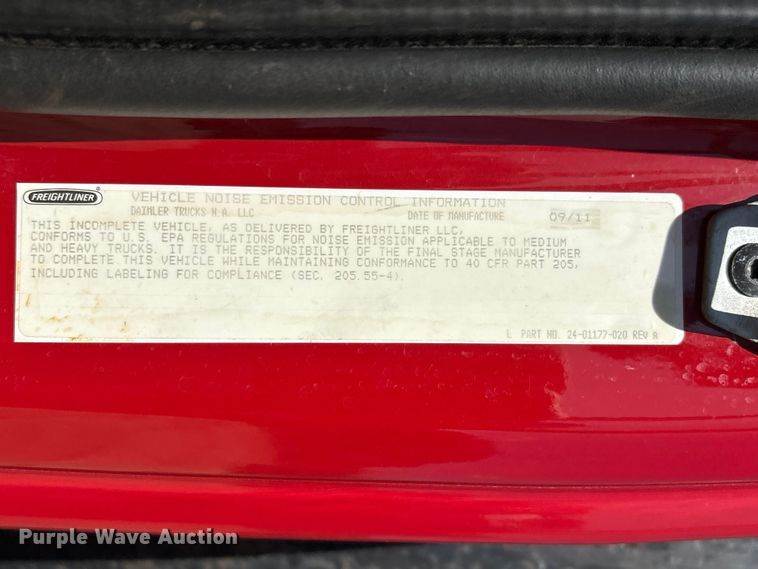 FREIGHTLINER
VEHICLE NOISE EMISSION CONTROL INFORMATION
DAIMLER TRUCKS N.A. LLC DATE OF MANUFACTURE 09/11
THIS INCOMPLETE VEHICLE, AS DELIVERED BY FREIGHTLINER LLC,
CONFORMS TO U.S. EPA REGULATIONS FOR NOISE EMISSION APPLICABLE TO MEDIUM
AND HEAVY TRUCKS. IT IS THE RESPONSIBILITY OF THE FINAL STAGE MANUFACTURER
TO COMPLETE THIS VEHICLE WHILE MAINTAINING CONFORMANCE TO 40 CFR PART 205,
INCLUDING LABELING FOR COMPLIANCE (SEC. 205.55-4).
L PART NO. 24-01177-020 REV A
Purple Wave Auction